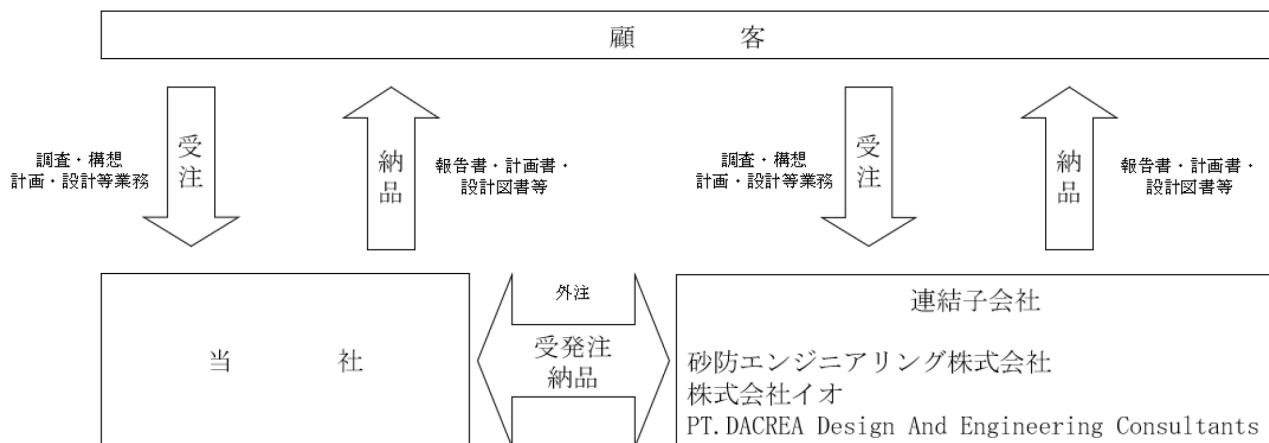 顧　　　客
調査・構想
計画・設計等業務
受注
納品
報告書・計画書・
設計図書等
調査・構想
計画・設計等業務
受注
納品
報告書・計画書・
設計図書等
当　　　社
外注
受発注
納品
連結子会社
砂防エンジニアリング株式会社
株式会社イオ
PT.DACREA Design And Engineering Consultants